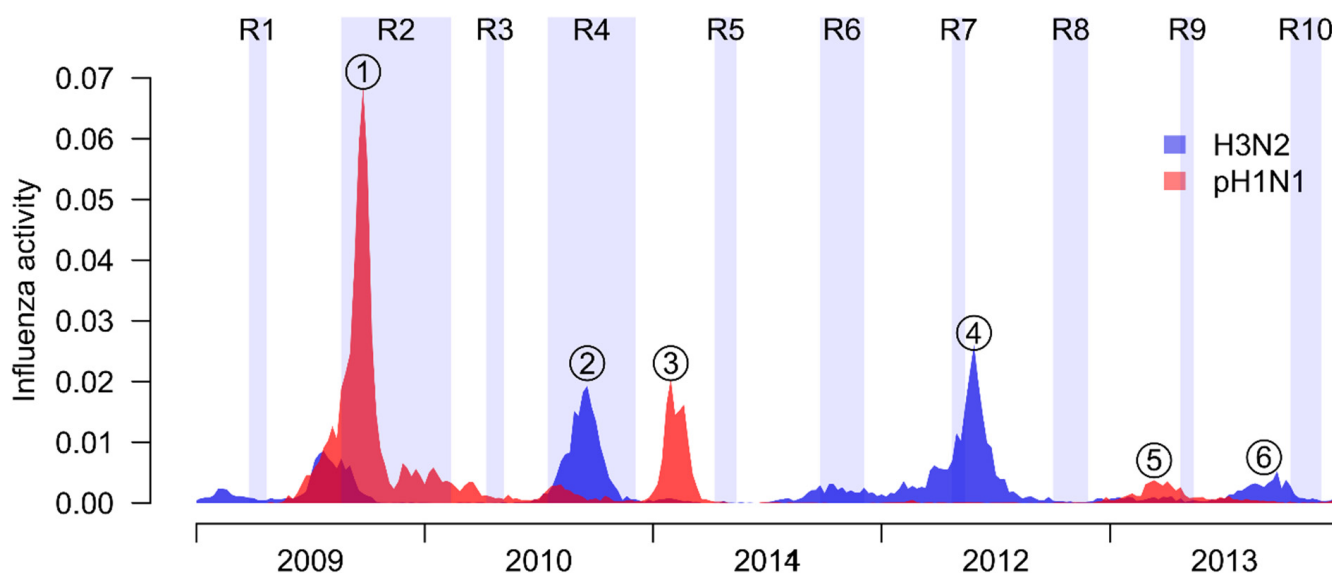 R1 R2 R3 R4 R5 R6 R7 R8 R9 R10
Influenza activity
0.07
0.06
0.05
0.04
0.03
0.02
0.01
0.00
①
②
③
④
⑤
⑥
H3N2
pH1N1
2009 2010 2014 2012 2013